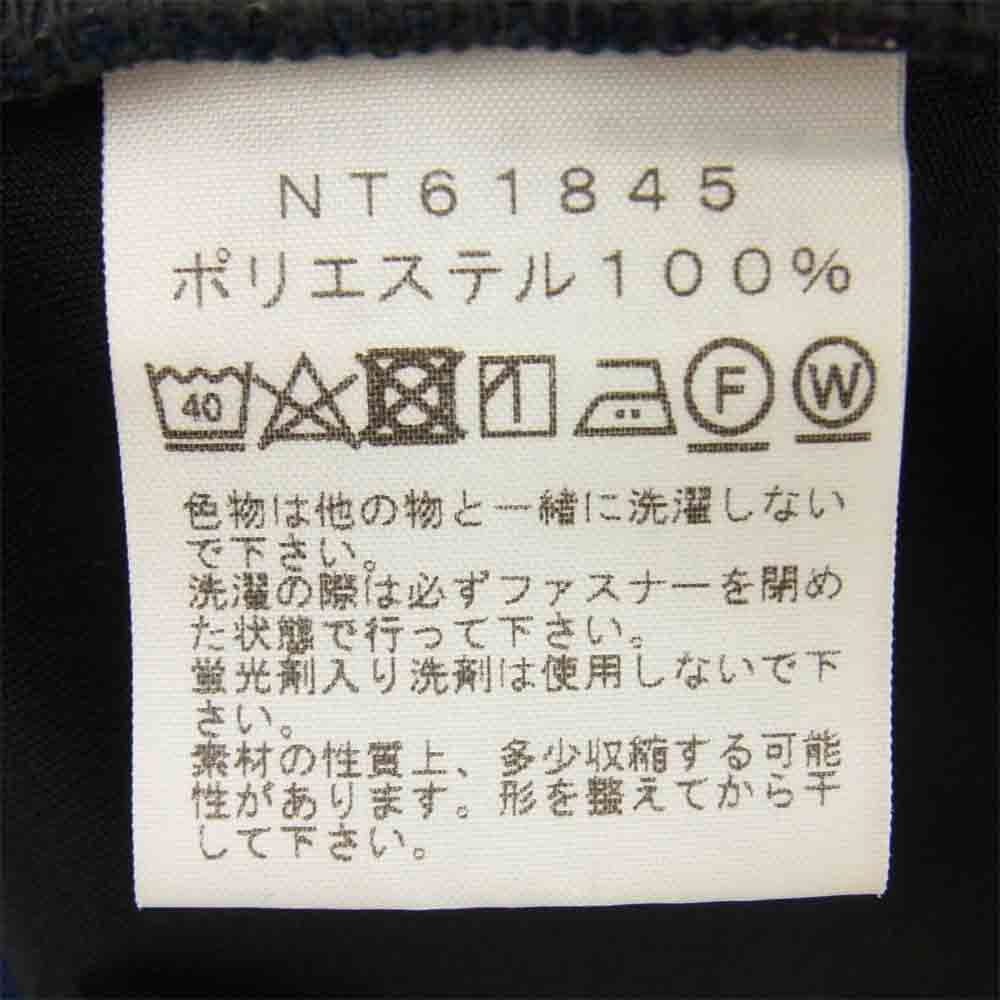 NT61845
ポリエステル100%
40 F W
色物は他の物と一緒に洗濯しない
で下さい。
洗濯の際は必ずファスナーを閉め
た状態で行って下さい。
蛍光剤入り洗剤は使用しないで下
さい。
素材の性質上、多少収縮する可能
性があります。形を整えてから干
して下さい。